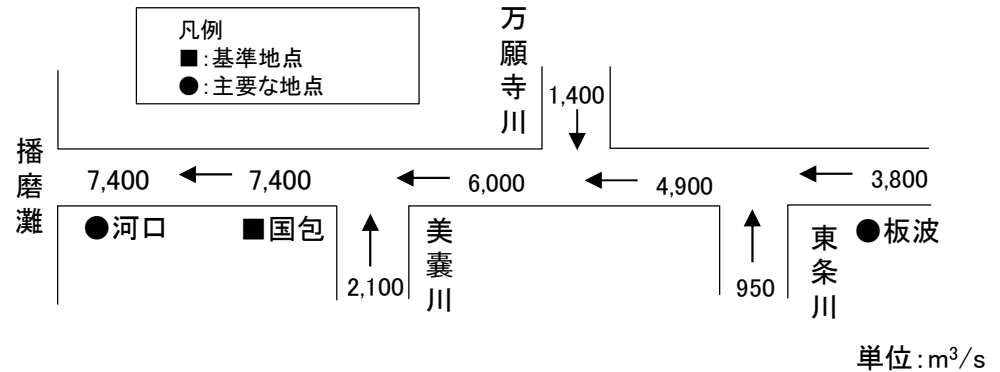 凡例
■：基準地点
●：主要な地点
万願寺川
1,400
播磨灘
7,400
7,400
6,000
4,900
3,800
●河口
■国包
美嚢川
東条川
●板波
2,100
950
単位：m³/s